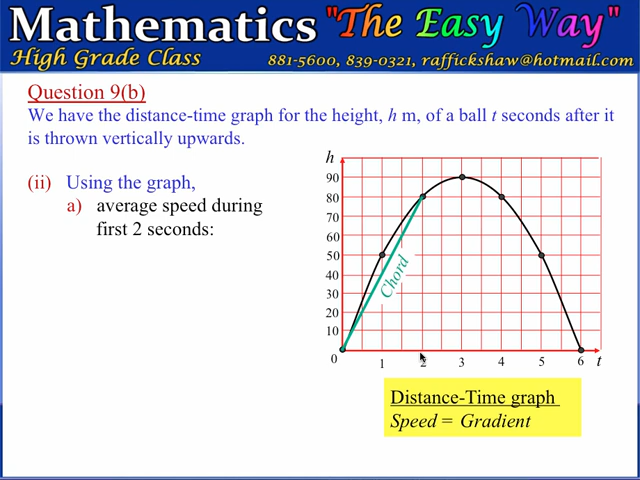 Mathematics "The Easy Way"
High Grade Class
881-5600, 839-0321, raffickshaw@hotmail.com
Question 9(b)
We have the distance-time graph for the height, h m, of a ball t seconds after it
is thrown vertically upwards.
(ii) Using the graph,
a) average speed during
first 2 seconds:
h
90
80
70
60
50
40
30
20
10
0
1 2 3 4 5 6 t
Chord
Distance-Time graph
Speed = Gradient